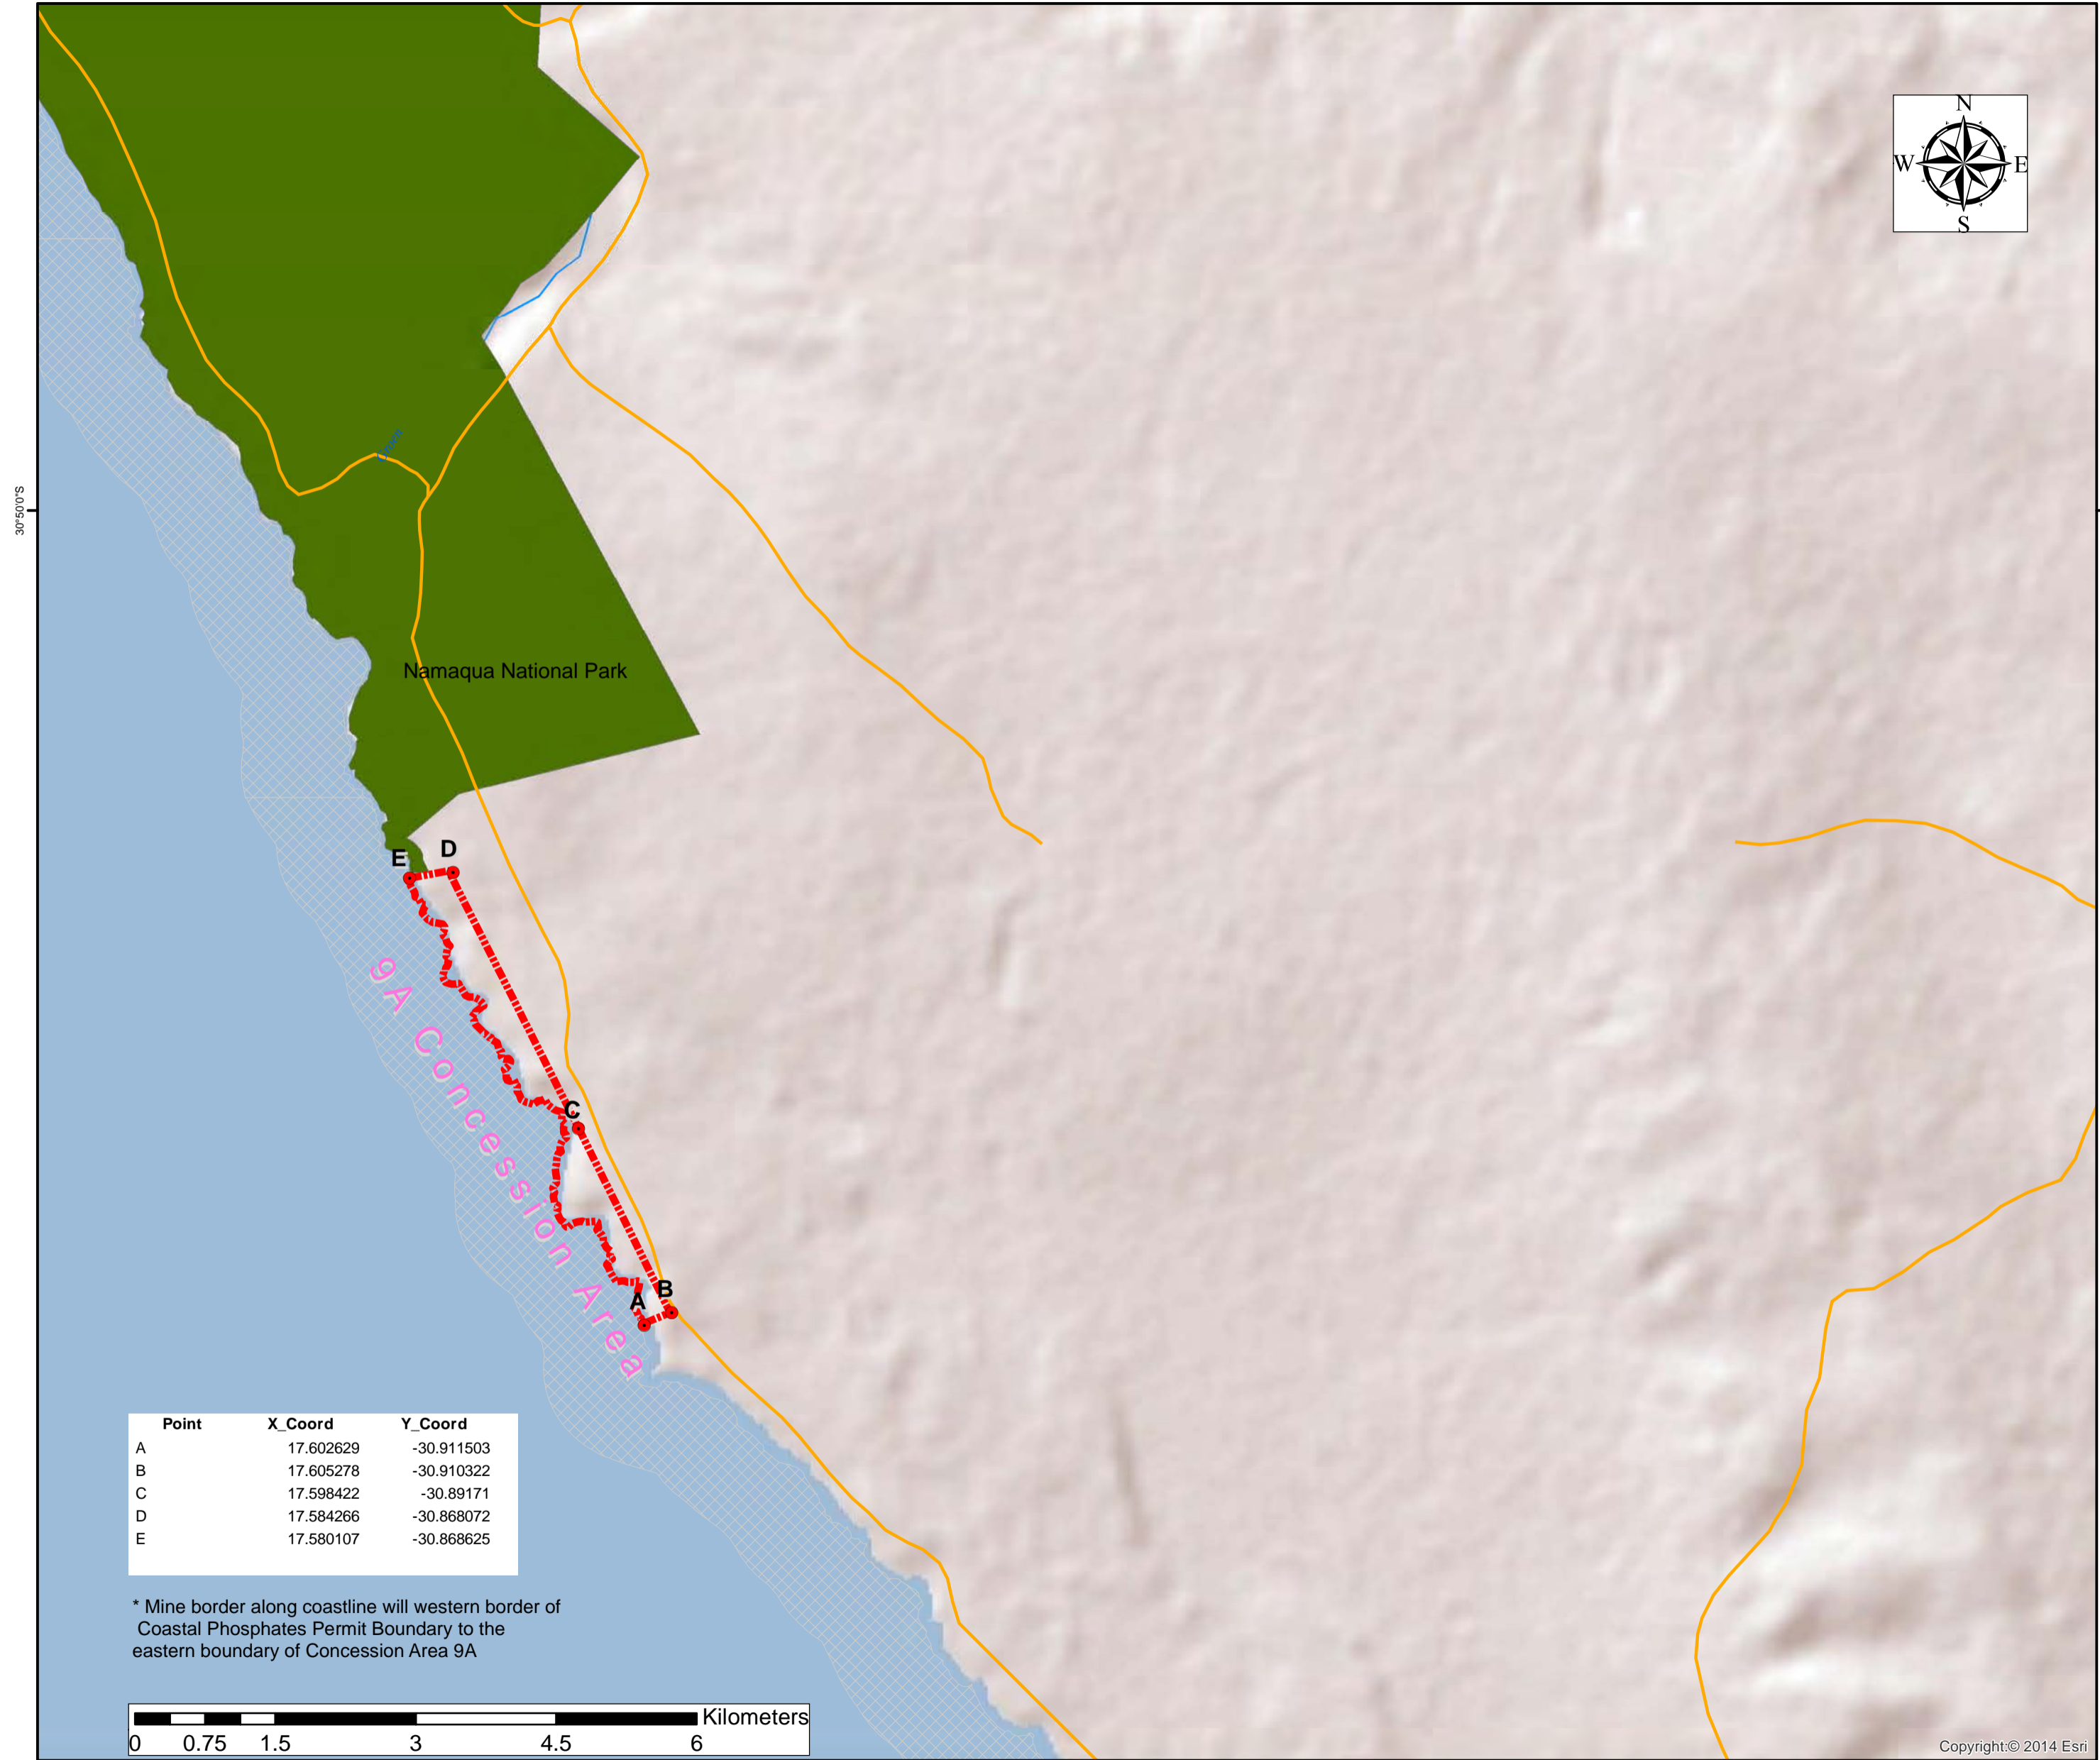 N
W E
S
30°50'0"S
Namaqua National Park
E D
9A Concession Area
C
B
A
Point X_Coord Y_Coord
A 17.602629 -30.911503
B 17.605278 -30.910322
C 17.598422 -30.89171
D 17.584266 -30.868072
E 17.580107 -30.868625
* Mine border along coastline will western border of
Coastal Phosphates Permit Boundary to the
eastern boundary of Concession Area 9A
Kilometers
0 0.75 1.5 3 4.5 6
Copyright:© 2014 Esri